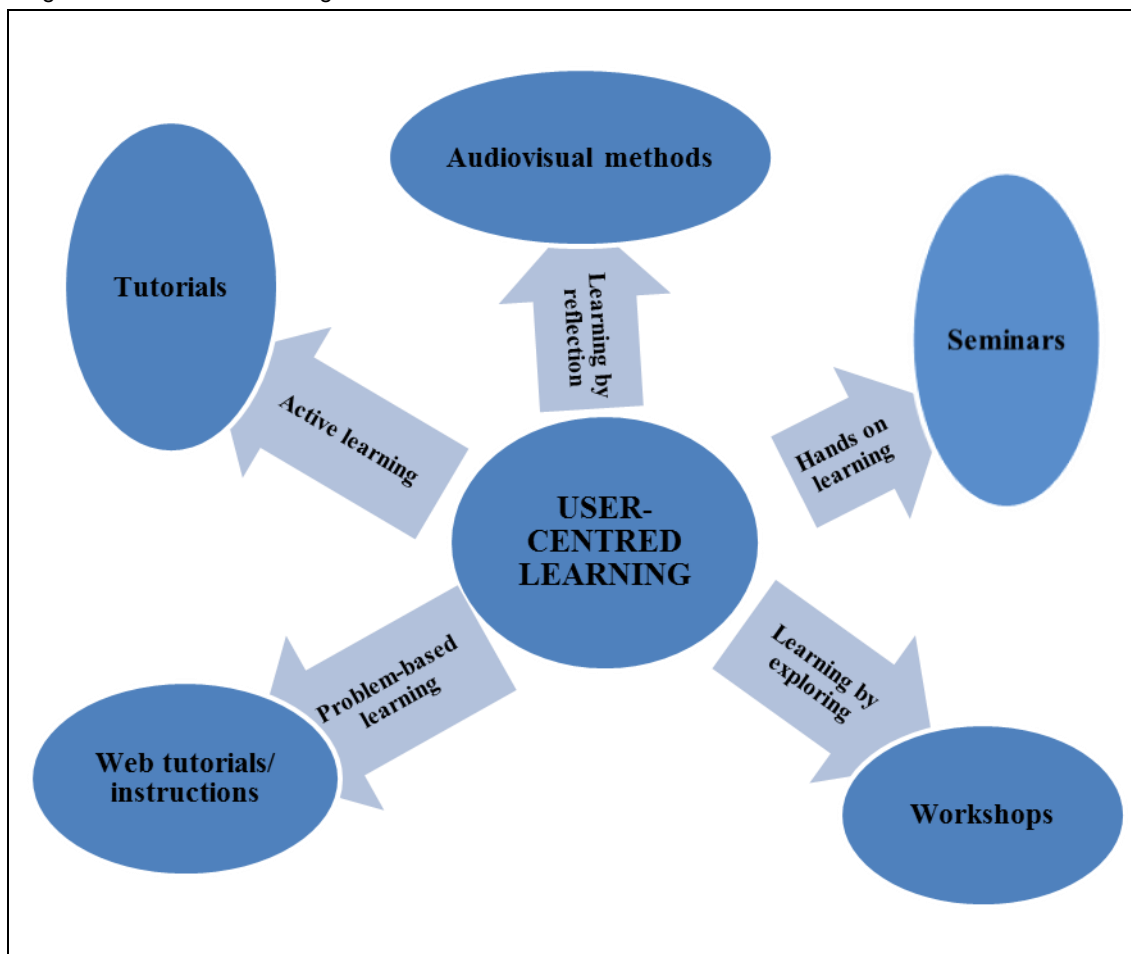 Audiovisual methods
Tutorials
Seminars
Learning by
reflection
Active learning
Hands on
learning
USER-
CENTRED
LEARNING
Problem-based
learning
Learning by
exploring
Web tutorials/
instructions
Workshops